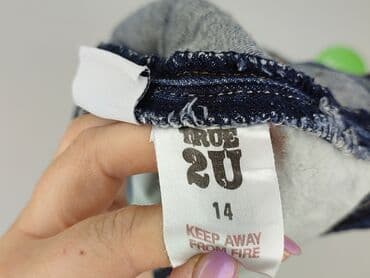 TRUE
2U
14
KEEP AWAY
FROM FIRE